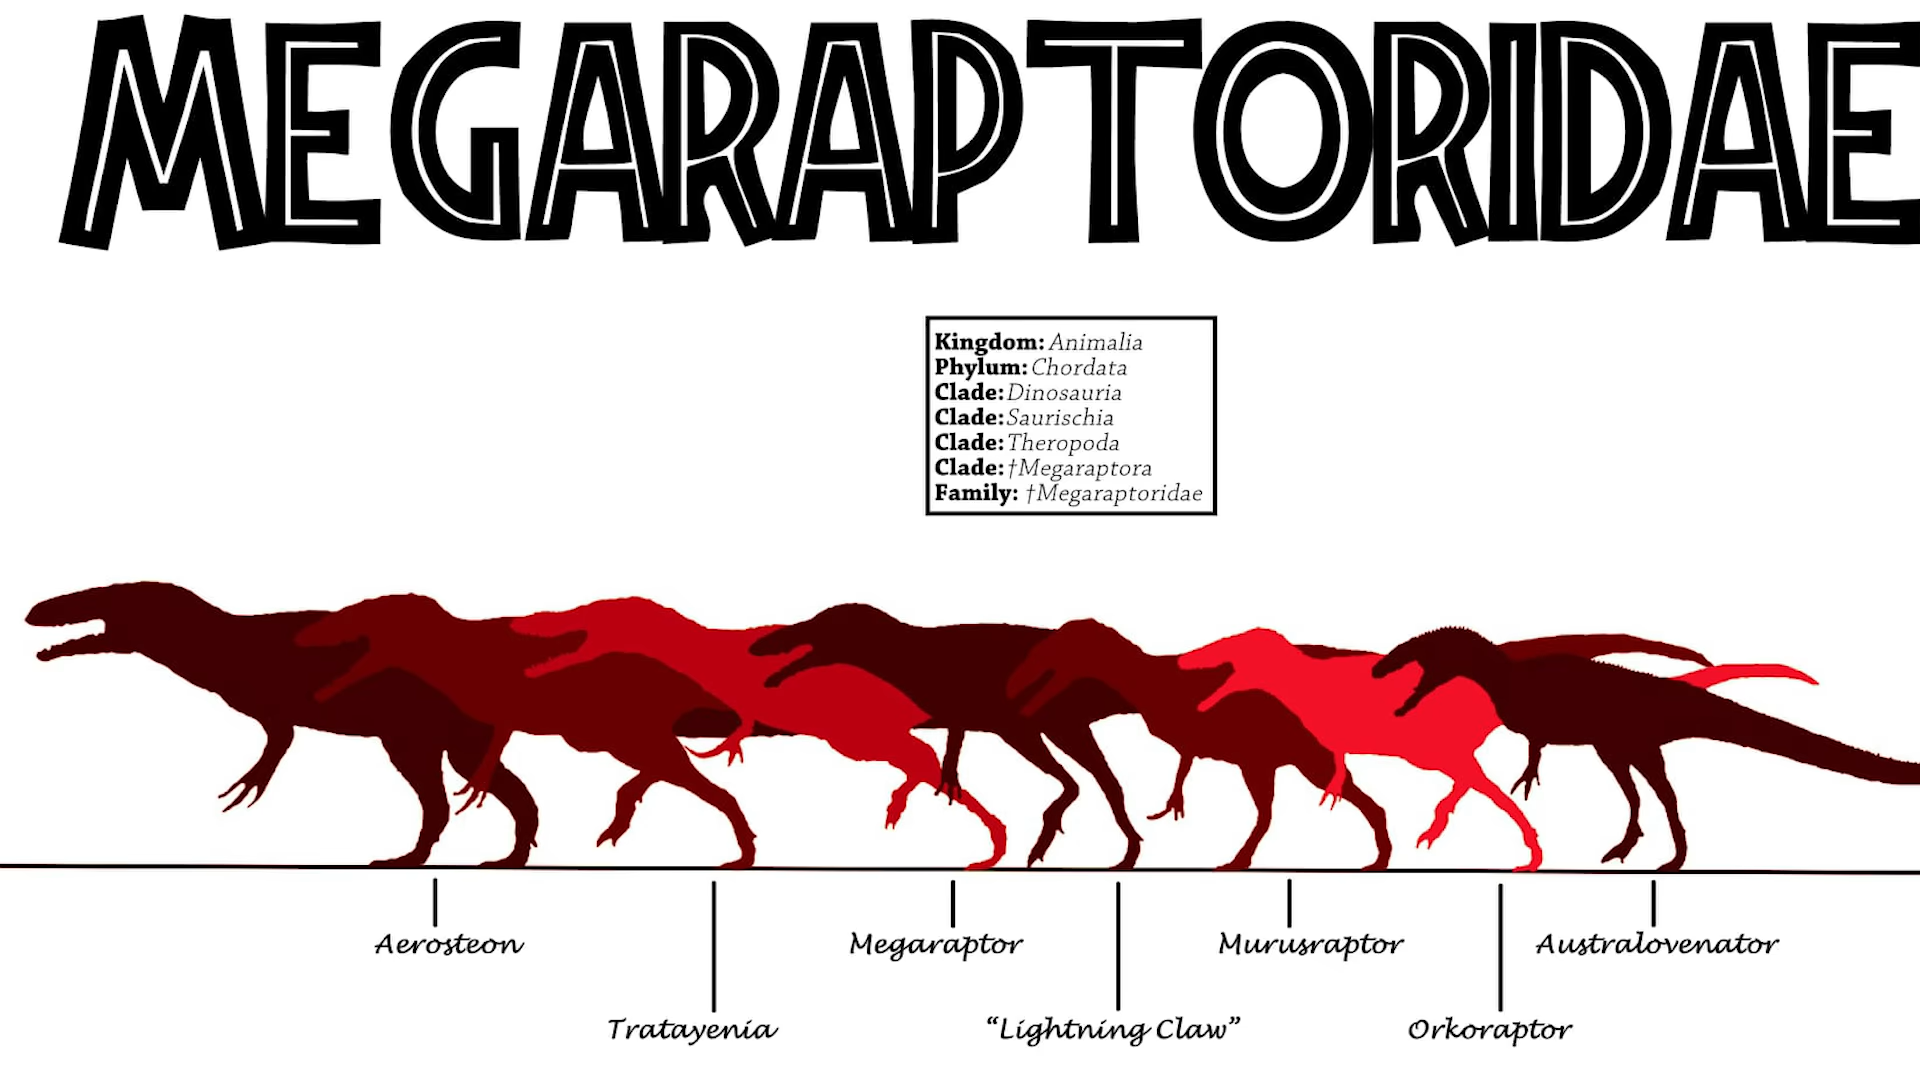 MEGARAPTORIDAE
Kingdom: Animalia
Phylum: Chordata
Clade: Dinosauria
Clade: Saurischia
Clade: Theropoda
Clade: †Megaraptora
Family: †Megaraptoridae
Aerosteon
Megaraptor
Murusraptor
Australovenator
Tratayenia
“Lightning Claw”
Orkoraptor